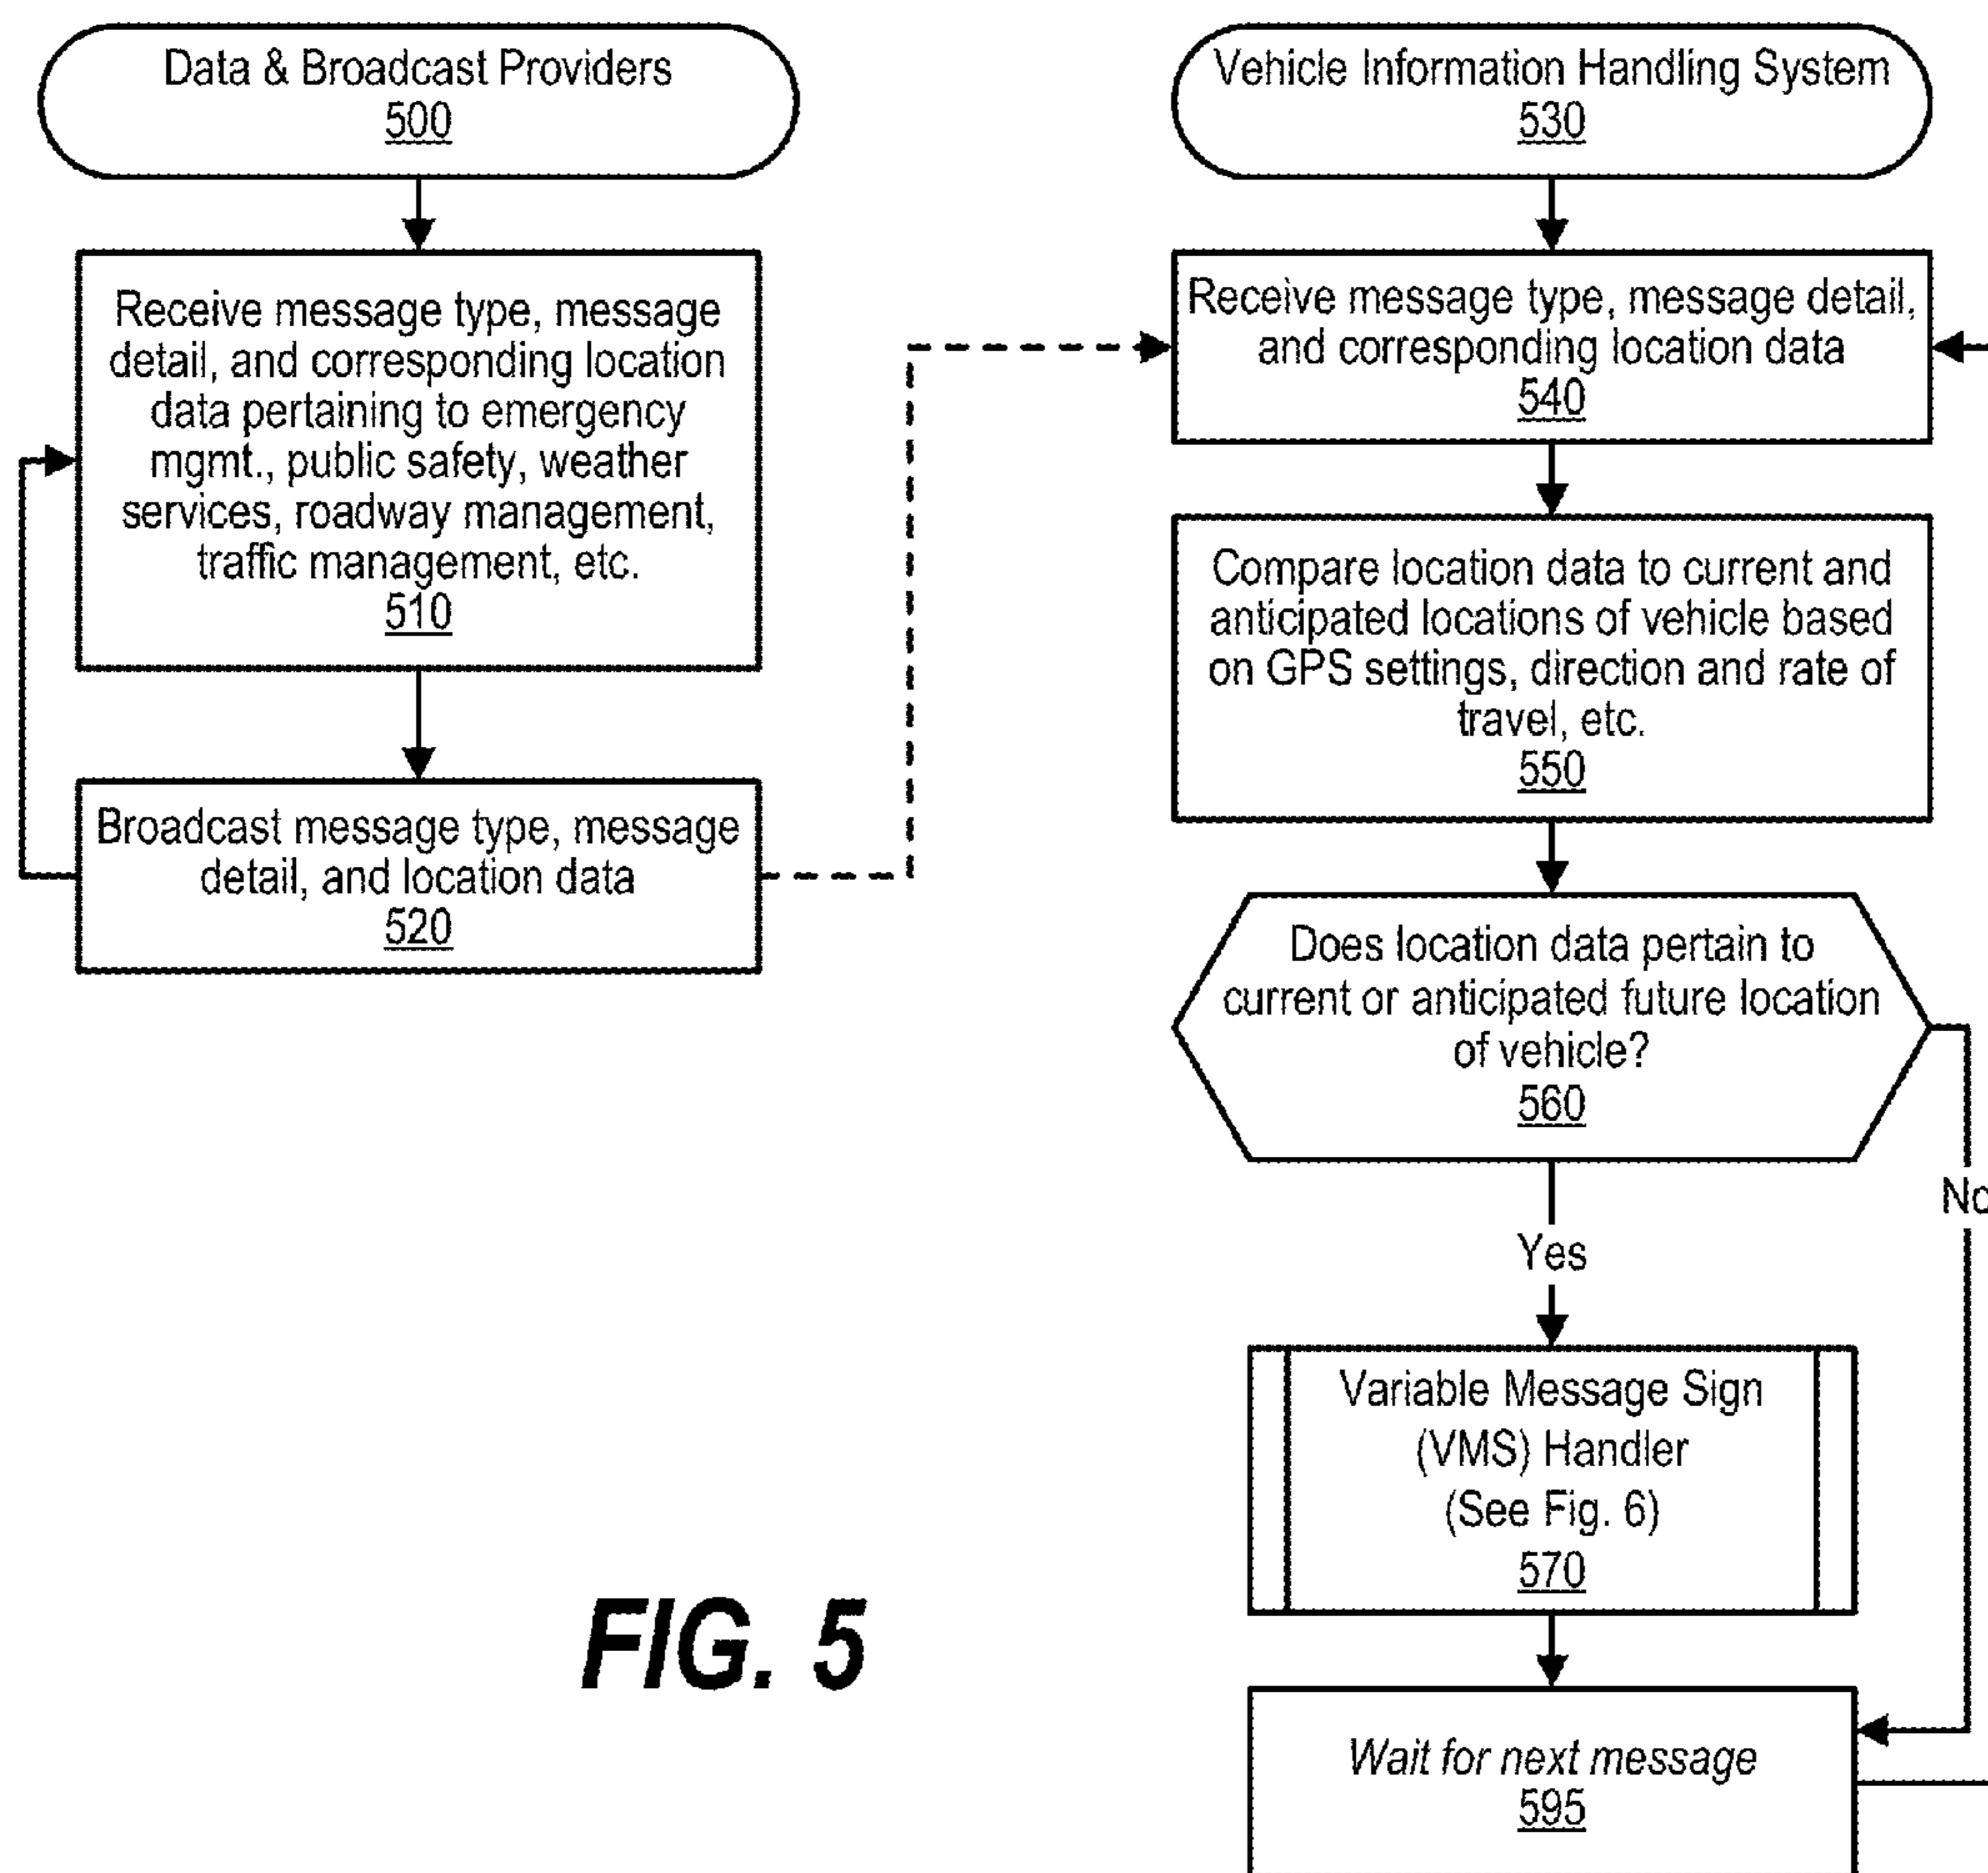 Data & Broadcast Providers
500
Receive message type, message
detail, and corresponding location
data pertaining to emergency
mgmt., public safety, weather
services, roadway management,
traffic management, etc.
510
Broadcast message type, message
detail, and location data
520
Vehicle Information Handling System
530
Receive message type, message detail,
and corresponding location data
540
Compare location data to current and
anticipated locations of vehicle based
on GPS settings, direction and rate of
travel, etc.
550
Does location data pertain to
current or anticipated future location
of vehicle?
560
No
Yes
Variable Message Sign
(VMS) Handler
(See Fig. 6)
570
Wait for next message
595
FIG. 5